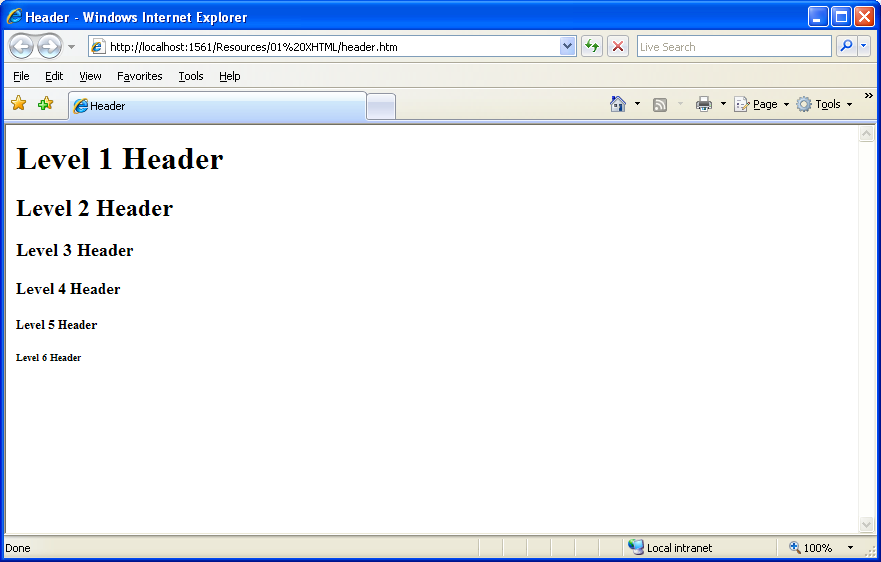 Header - Windows Internet Explorer
http://localhost:1561/Resources/01%20XHTML/header.htm
Live Search
File Edit View Favorites Tools Help
Header
Page Tools
Level 1 Header
Level 2 Header
Level 3 Header
Level 4 Header
Level 5 Header
Level 6 Header
Done Local intranet 100%